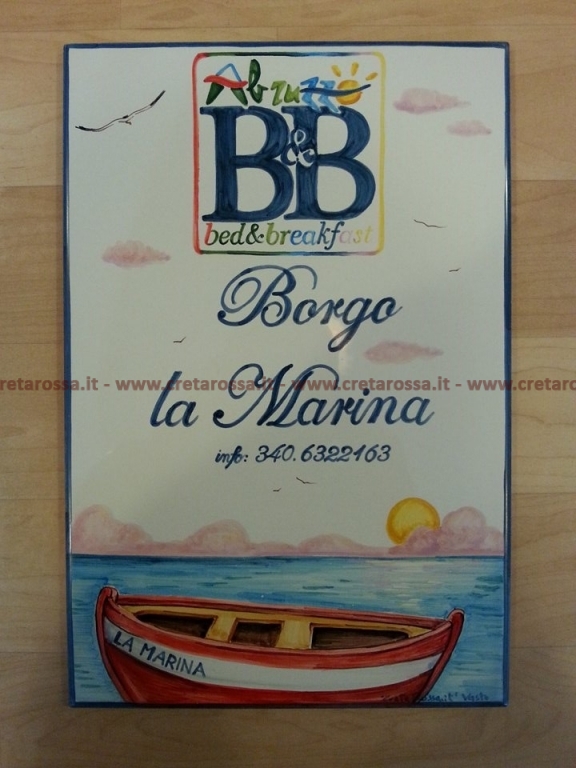 Abruzzo
B&B
bed&breakfast
Borgo
la Marina
cretarossa.it - www.cretarossa.it - www.cretarossa.it - www.cretarossa.it
info: 340.6322163
LA MARINA
Vasto